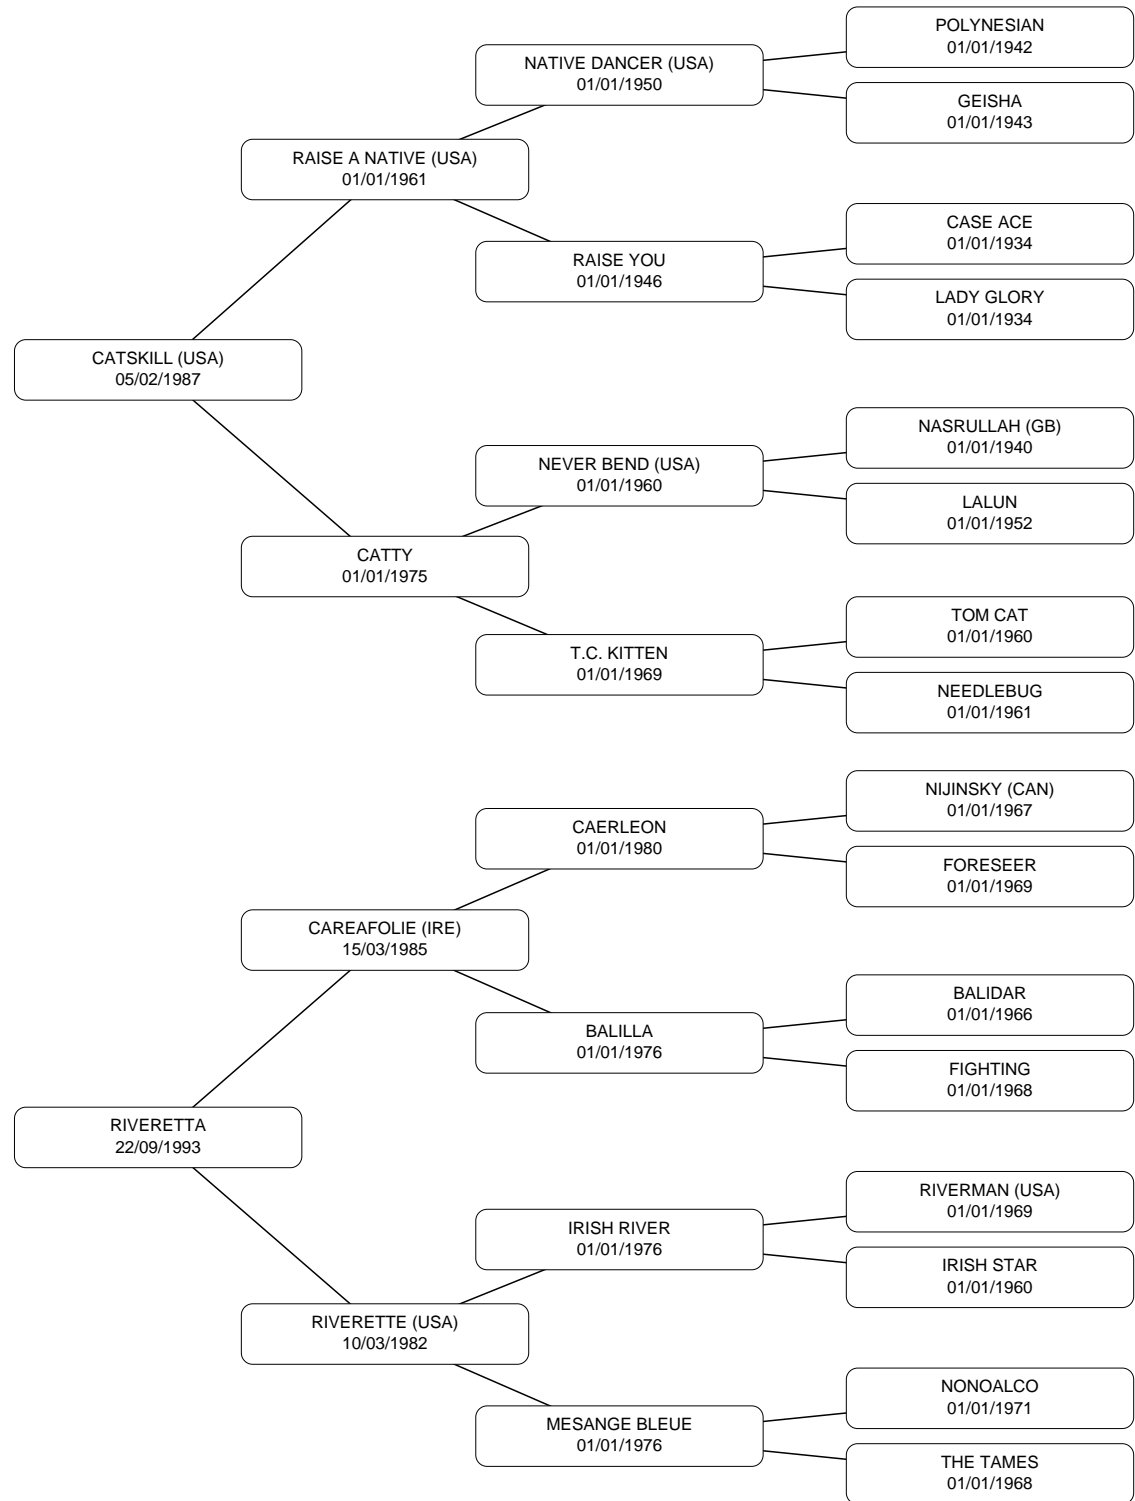 POLYNESIAN
01/01/1942
NATIVE DANCER (USA)
01/01/1950
GEISHA
01/01/1943
RAISE A NATIVE (USA)
01/01/1961
CASE ACE
01/01/1934
RAISE YOU
01/01/1946
LADY GLORY
01/01/1934
CATSKILL (USA)
05/02/1987
NASRULLAH (GB)
01/01/1940
NEVER BEND (USA)
01/01/1960
LALUN
01/01/1952
CATTY
01/01/1975
TOM CAT
01/01/1960
T.C. KITTEN
01/01/1969
NEEDLEBUG
01/01/1961
NIJINSKY (CAN)
01/01/1967
CAERLEON
01/01/1980
FORESEER
01/01/1969
CAREAFOLIE (IRE)
15/03/1985
BALIDAR
01/01/1966
BALILLA
01/01/1976
FIGHTING
01/01/1968
RIVERETTA
22/09/1993
RIVERMAN (USA)
01/01/1969
IRISH RIVER
01/01/1976
IRISH STAR
01/01/1960
RIVERETTE (USA)
10/03/1982
NONOALCO
01/01/1971
MESANGE BLEUE
01/01/1976
THE TAMES
01/01/1968